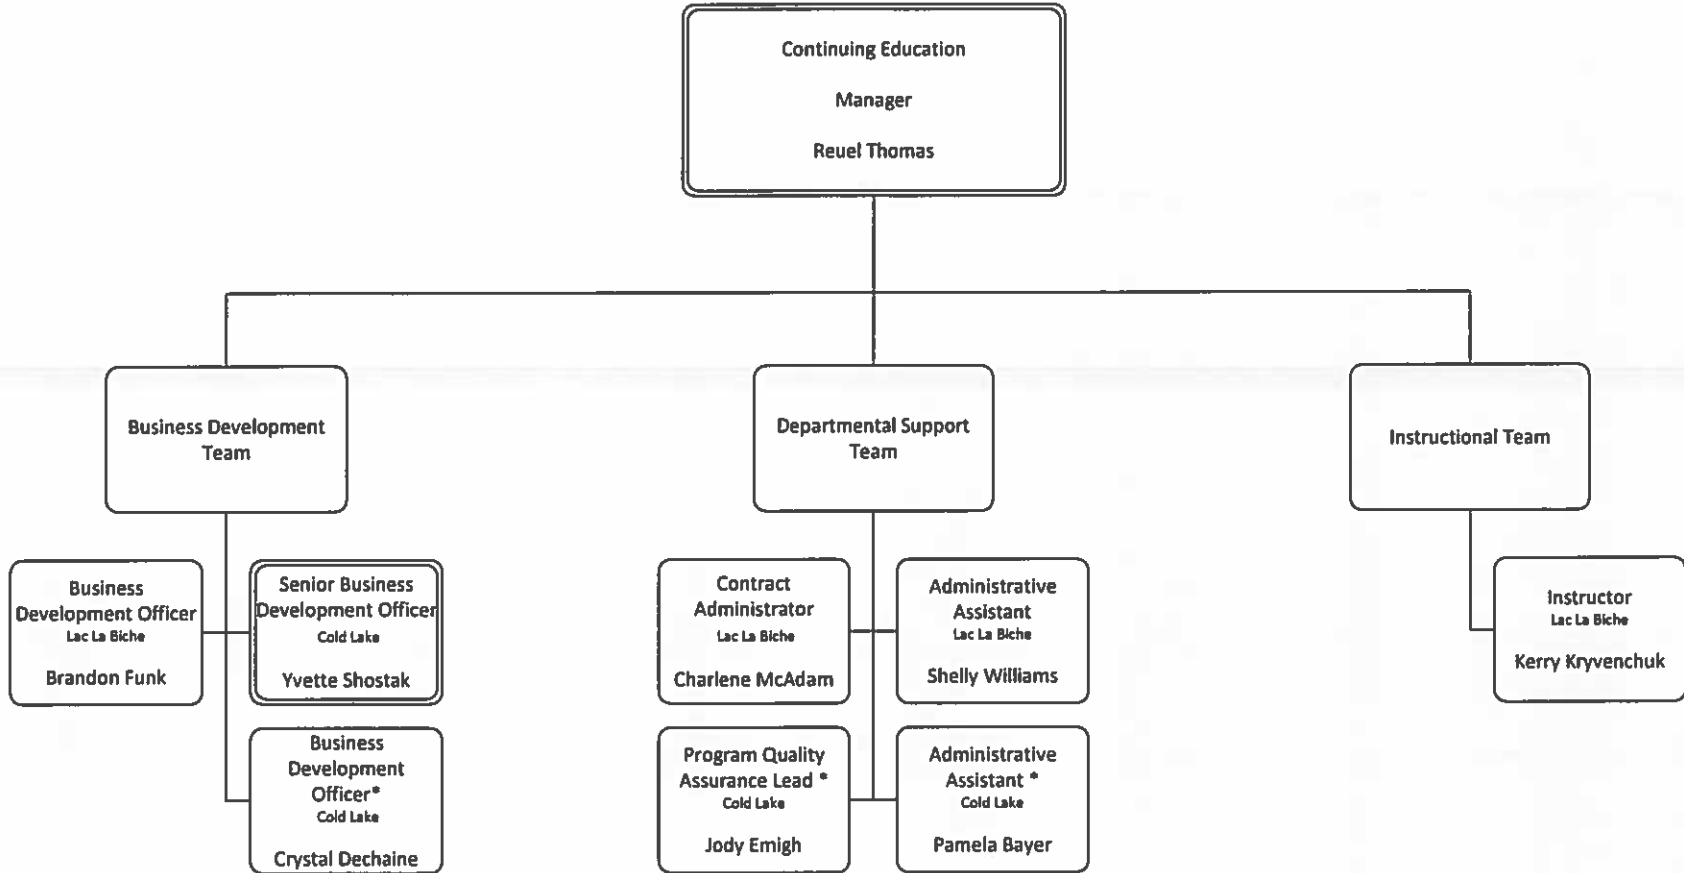 Continuing Education
Manager
Reuel Thomas
Business Development
Team
Departmental Support
Team
Instructional Team
Business
Development Officer
Lac La Biche
Brandon Funk
Senior Business
Development Officer
Cold Lake
Yvette Shostak
Contract
Administrator
Lac La Biche
Charlene McAdam
Administrative
Assistant
Lac La Biche
Shelly Williams
Instructor
Lac La Biche
Kerry Kryvenchuk
Business
Development
Officer*
Cold Lake
Crystal Dechaine
Program Quality
Assurance Lead *
Cold Lake
Jody Emigh
Administrative
Assistant *
Cold Lake
Pamela Bayer